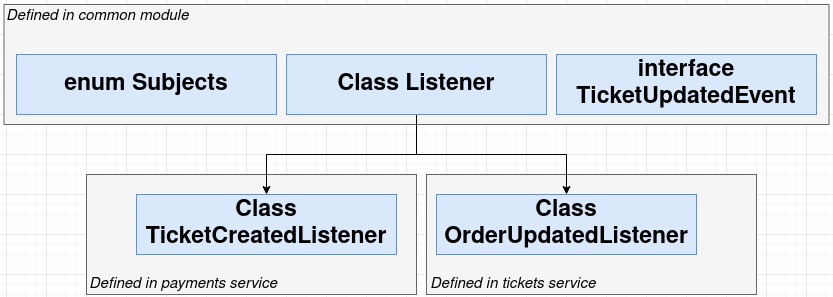 Defined in common module
enum Subjects
Class Listener
interface
TicketUpdatedEvent
Class
TicketCreatedListener
Defined in payments service
Class
OrderUpdatedListener
Defined in tickets service